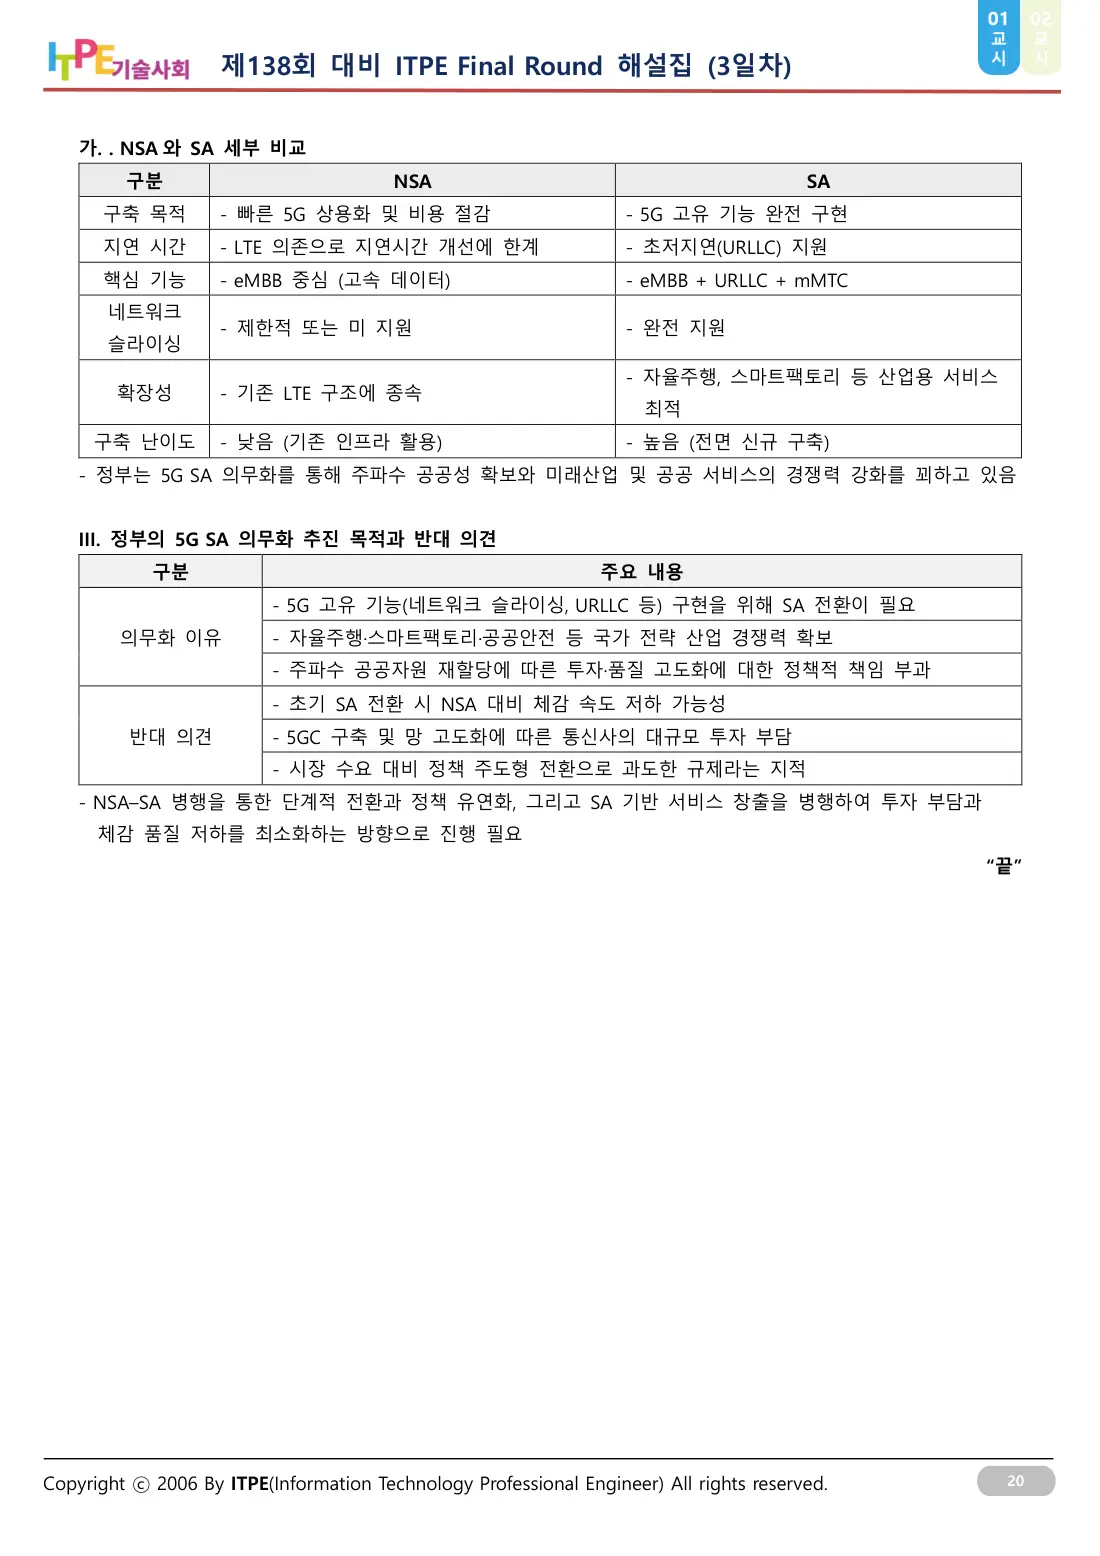 ITPE기술사회 제138회 대비 ITPE Final Round 해설집 (3일차)
01 교 시
02 교 시
가. . NSA와 SA 세부 비교
구분 NSA SA
구축 목적 - 빠른 5G 상용화 및 비용 절감 - 5G 고유 기능 완전 구현
지연 시간 - LTE 의존으로 지연시간 개선에 한계 - 초저지연(URLLC) 지원
핵심 기능 - eMBB 중심 (고속 데이터) - eMBB + URLLC + mMTC
네트워크
슬라이싱 - 제한적 또는 미 지원 - 완전 지원
확장성 - 기존 LTE 구조에 종속 - 자율주행, 스마트팩토리 등 산업용 서비스
최적
구축 난이도 - 낮음 (기존 인프라 활용) - 높음 (전면 신규 구축)
- 정부는 5G SA 의무화를 통해 주파수 공공성 확보와 미래산업 및 공공 서비스의 경쟁력 강화를 꾀하고 있음
III. 정부의 5G SA 의무화 추진 목적과 반대 의견
구분 주요 내용
의무화 이유 - 5G 고유 기능(네트워크 슬라이싱, URLLC 등) 구현을 위해 SA 전환이 필요
- 자율주행·스마트팩토리·공공안전 등 국가 전략 산업 경쟁력 확보
- 주파수 공공자원 재할당에 따른 투자·품질 고도화에 대한 정책적 책임 부과
반대 의견 - 초기 SA 전환 시 NSA 대비 체감 속도 저하 가능성
- 5GC 구축 및 망 고도화에 따른 통신사의 대규모 투자 부담
- 시장 수요 대비 정책 주도형 전환으로 과도한 규제라는 지적
- NSA–SA 병행을 통한 단계적 전환과 정책 유연화, 그리고 SA 기반 서비스 창출을 병행하여 투자 부담과
체감 품질 저하를 최소화하는 방향으로 진행 필요
“끝”
Copyright ⓒ 2006 By ITPE(Information Technology Professional Engineer) All rights reserved.
20